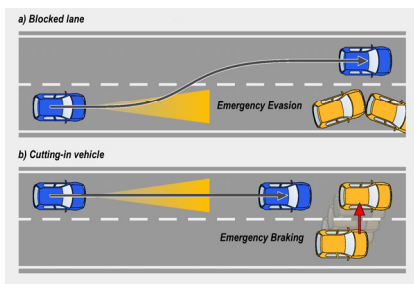 a) Blocked lane
Emergency Evasion
b) Cutting-in vehicle
Emergency Braking